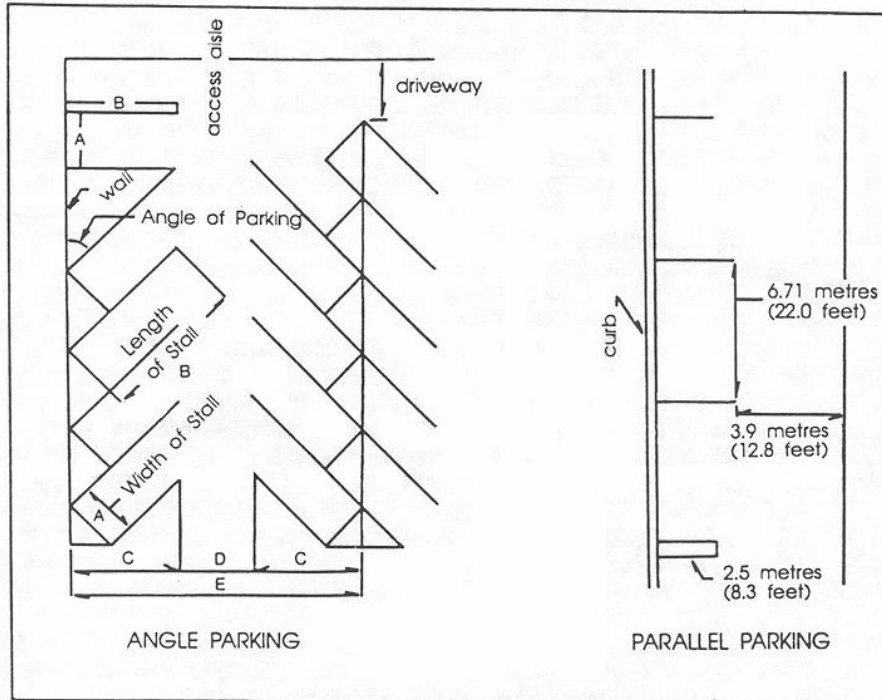 access aisle
driveway
B
A
wall
Angle of Parking
Length
of Stall
B
Width of Stall
A
C
D
C
E
ANGLE PARKING
curb
6.71 metres
(22.0 feet)
3.9 metres
(12.8 feet)
2.5 metres
(8.3 feet)
PARALLEL PARKING